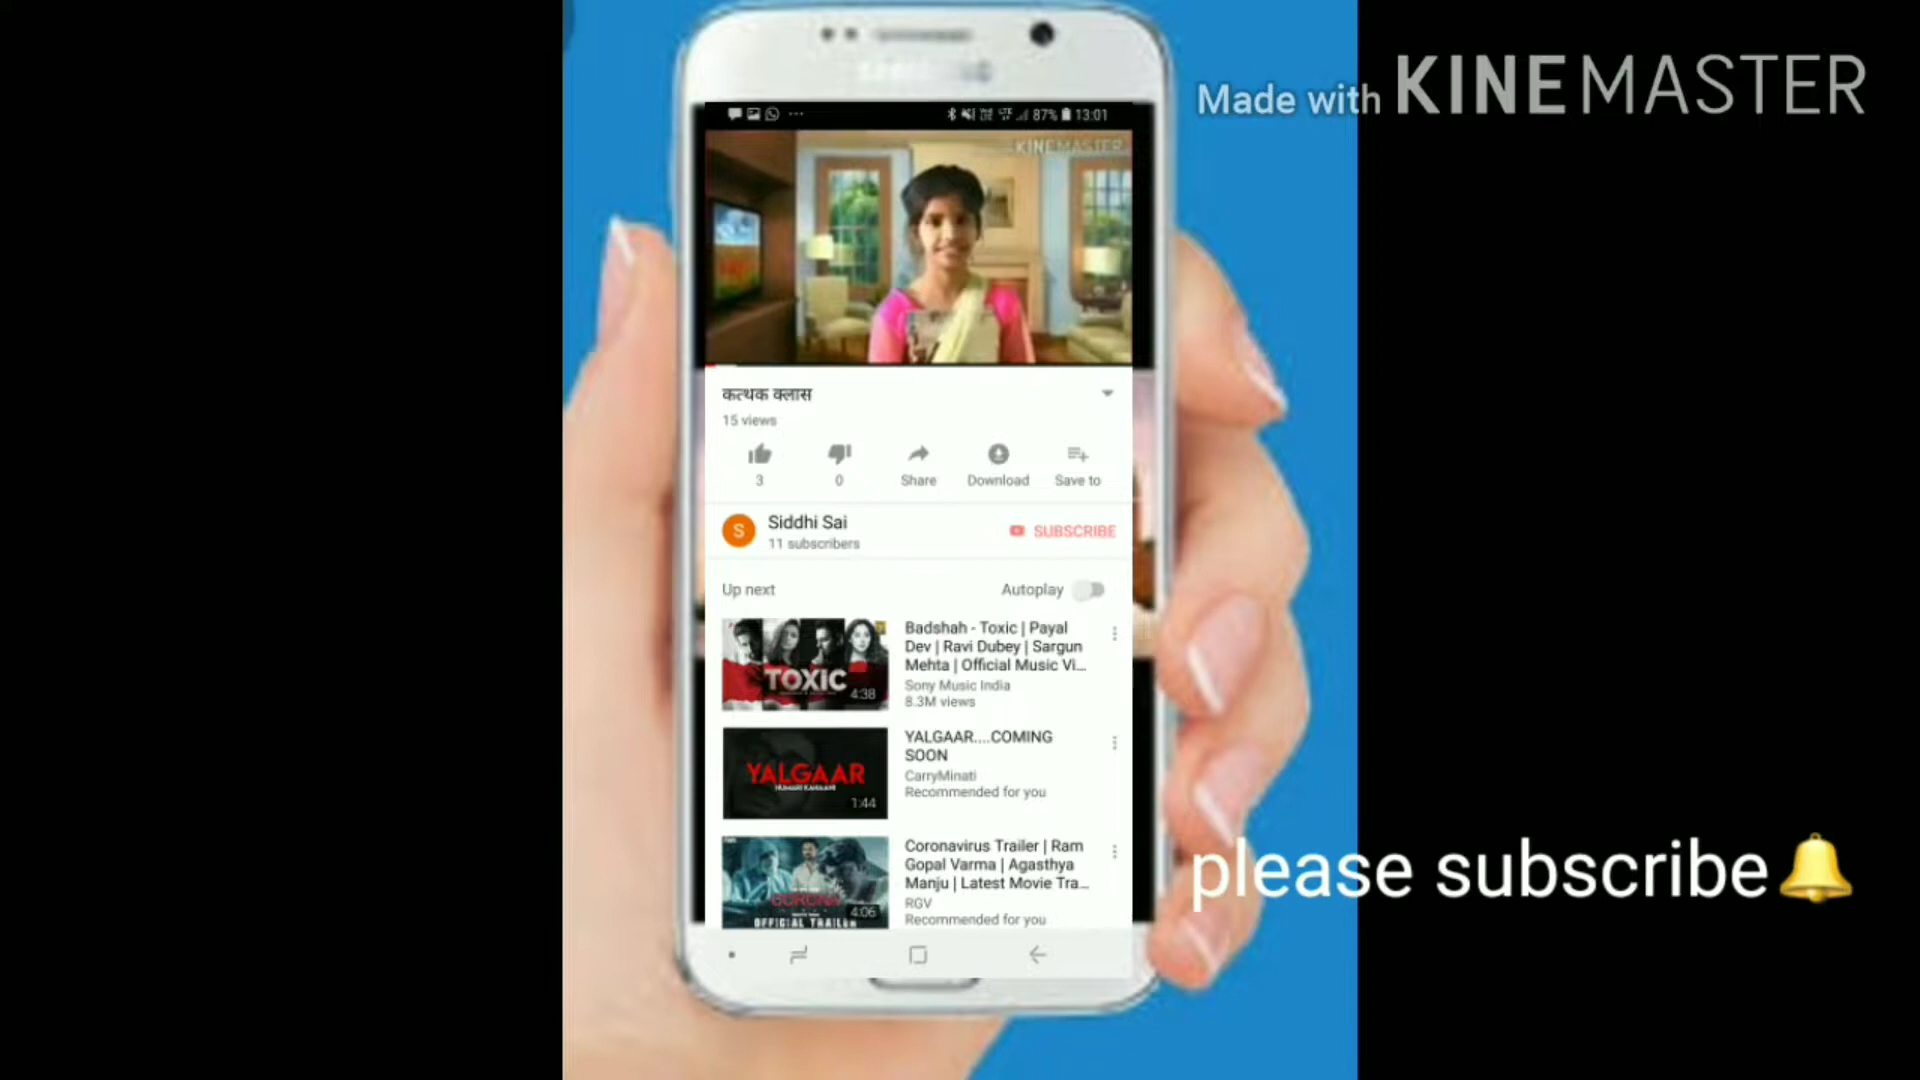 Made with KINEMASTER
87% 13:01
KINEMASTER
कत्थक क्लास
15 views
3
0
Share
Download
Save to
Siddhi Sai
11 subscribers
SUBSCRIBE
Up next
Autoplay
TOXIC
4:38
Badshah - Toxic | Payal
Dev | Ravi Dubey | Sargun
Mehta | Official Music Vi...
Sony Music India
8.3M views
YALGAAR
1:44
YALGAAR....COMING
SOON
CarryMinati
Recommended for you
CORONA
4:06
OFFICIAL TRAILER
Coronavirus Trailer | Ram
Gopal Varma | Agasthya
Manju | Latest Movie Tra...
RGV
Recommended for you
please subscribe🔔